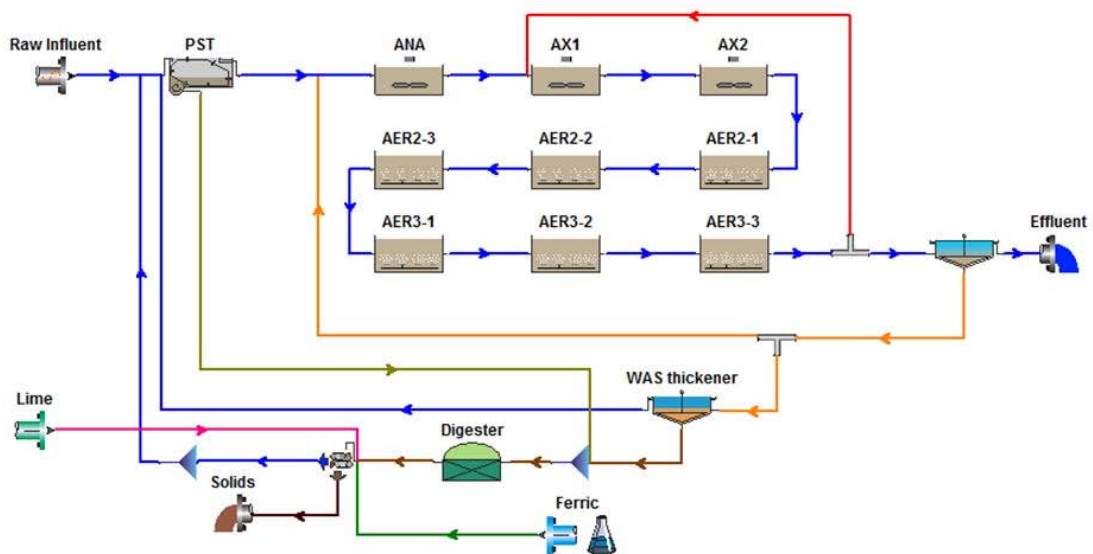 Raw Influent
PST
ANA
AX1
AX2
AER2-3
AER2-2
AER2-1
AER3-1
AER3-2
AER3-3
Effluent
WAS thickener
Lime
Digester
Solids
Ferric